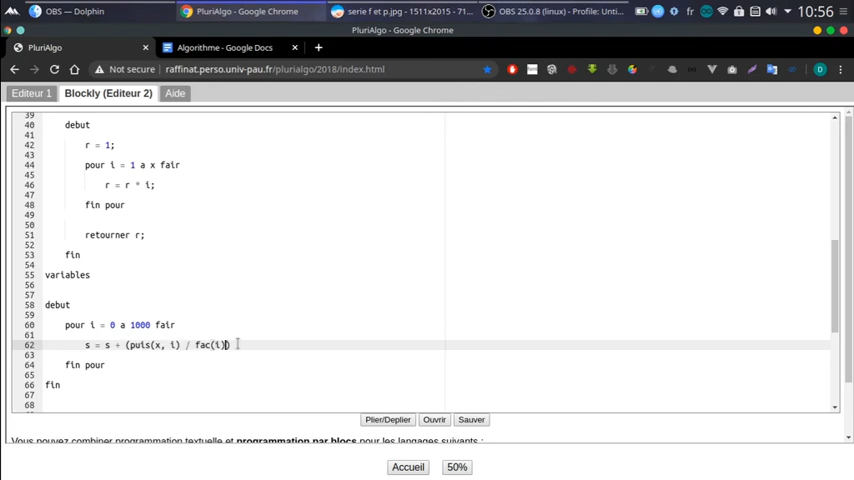 OBS — Dolphin
PluriAlgo - Google Chrome
serie f et p.jpg - 1511x2015 - 71...
OBS 25.0.8 (linux) - Profile: Unti...
fr
10:56
PluriAlgo - Google Chrome
PluriAlgo
Algorithme - Google Docs
Not secure | raffinat.perso.univ-pau.fr/plurialgo/2018/index.html
D
Editeur 1
Blockly (Editeur 2)
Aide
39
40 debut
41
42 r = 1;
43
44 pour i = 1 a x fair
45
46 r = r * i;
47
48 fin pour
49
50
51 retourner r;
52
53 fin
54
55 variables
56
57
58 debut
59
60 pour i = 0 a 1000 fair
61
62 s = s + (puis(x, i) / fac(i))
63
64 fin pour
65
66 fin
67
68
Plier/Deplier
Ouvrir
Sauver
Vous pouvez combiner programmation textuelle et programmation par blocs pour les langages suivants :
Accueil
50%